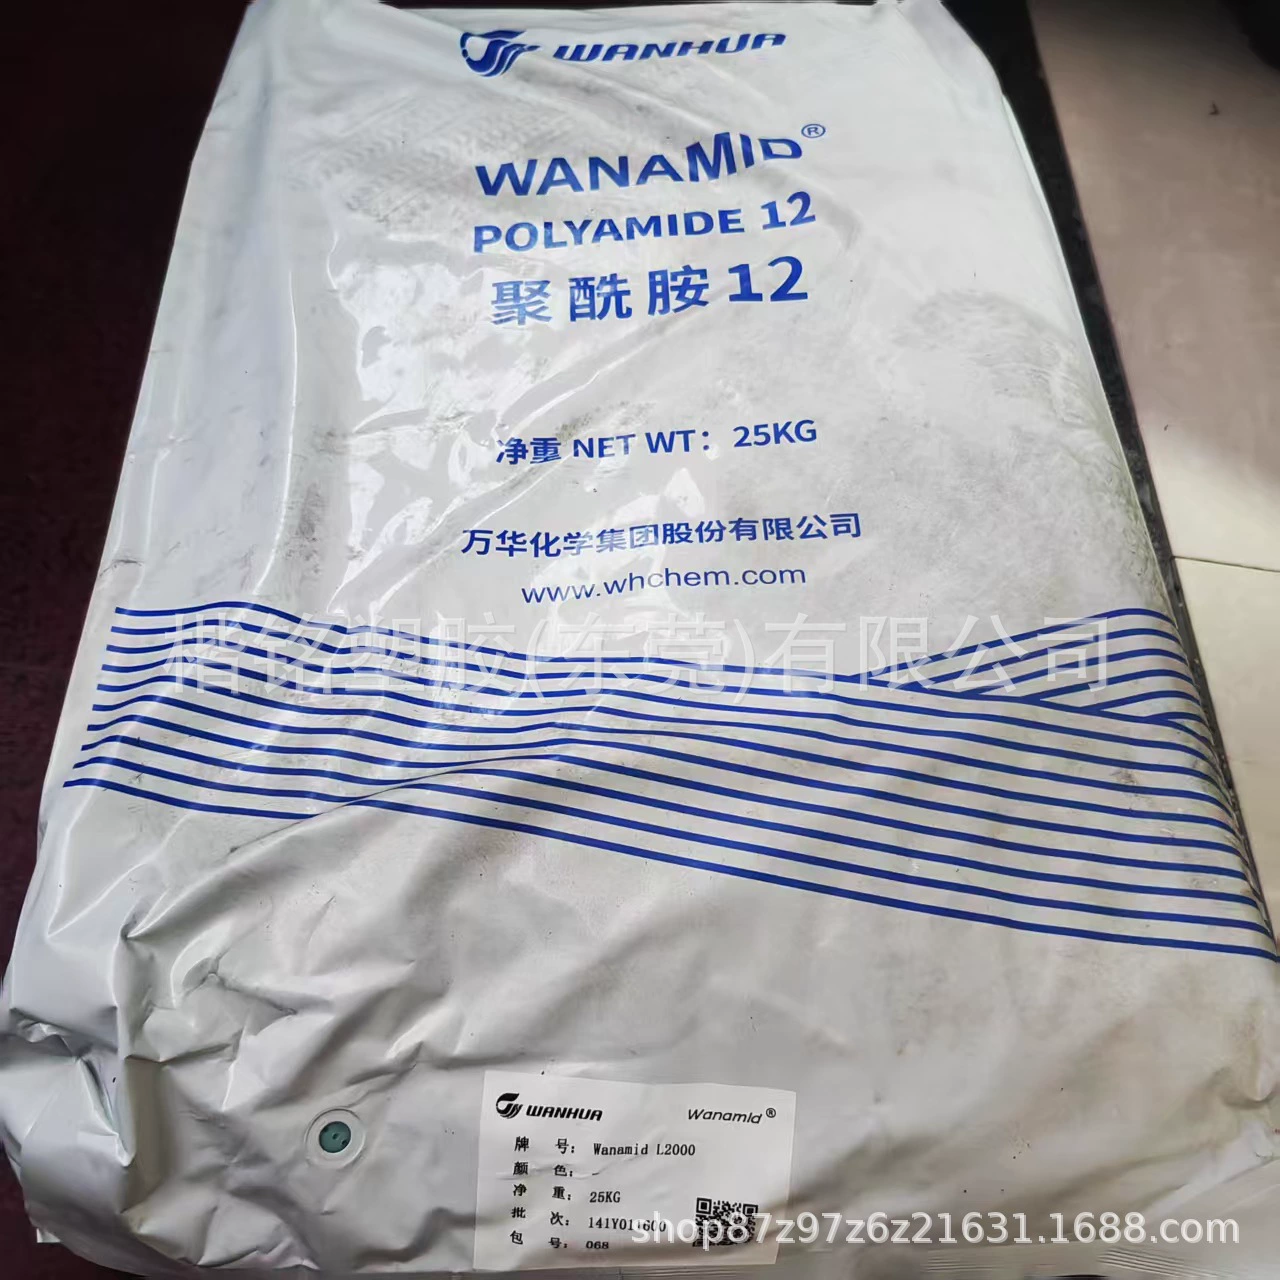 WANHUA
WANAMID®
POLYAMIDE 12
聚酰胺12
净重 NET WT：25KG
万华化学集团股份有限公司
www.whchem.com
楷铭塑胶(东莞)有限公司
WANHUA Wanamid®
牌 号： Wanamid L2000
颜 色： -
净 重： 25KG
批 次：
包 号： 068
shop87z97z6z21631.1688.com